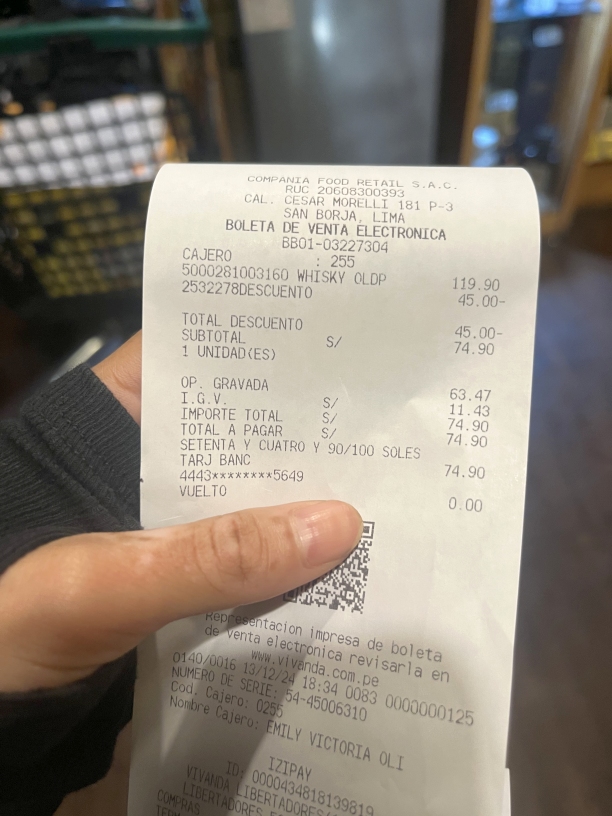 COMPANIA FOOD RETAIL S.A.C.
RUC 20608300393
CAL. CESAR MORELLI 181 P-3
SAN BORJA, LIMA
BOLETA DE VENTA ELECTRONICA
BB01-03227304
CAJERO : 255
5000281003160 WHISKY OLDP 119.90
2532278DESCUENTO 45.00-
TOTAL DESCUENTO 45.00-
SUBTOTAL S/ 74.90
1 UNIDAD(ES)
OP. GRAVADA 63.47
I.G.V. S/ 11.43
IMPORTE TOTAL S/ 74.90
TOTAL A PAGAR S/ 74.90
SETENTA Y CUATRO Y 90/100 SOLES
TARJ BANC 74.90
4443********5649
VUELTO 0.00
Representacion impresa de boleta
de venta electronica revisarla en
www.vivanda.com.pe
0140/0016 13/12/24 18:34 0083 0000000125
NUMERO DE SERIE: 54-45006310
Cod. Cajero: 0255
Nombre Cajero: EMILY VICTORIA OLI
IZIPAY
ID: 0000434818139819
VIVANDA LIBERTADORES
LIBERTADORES
COMPRAS